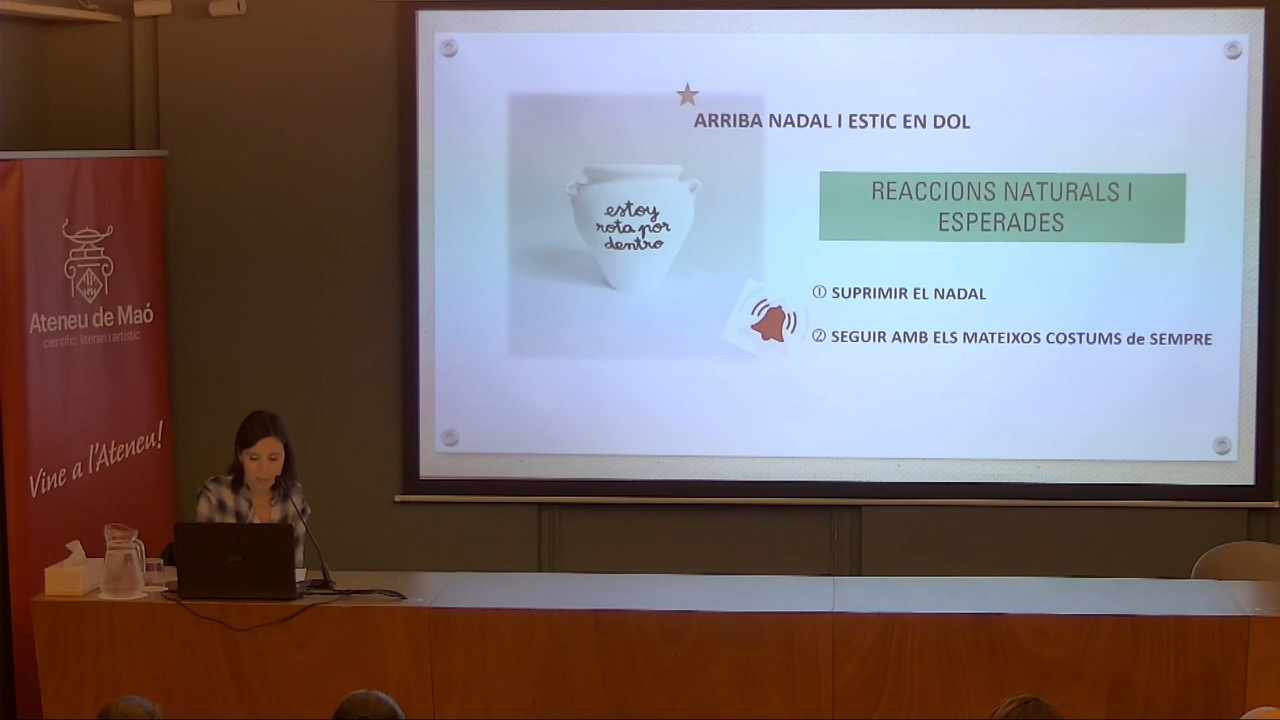 ARRIBA NADAL I ESTIC EN DOL
estoy
rota por
dentro
REACCIONS NATURALS I
ESPERADES
① SUPRIMIR EL NADAL
② SEGUIR AMB ELS MATEIXOS COSTUMS de SEMPRE
Ateneu de Maó
científic, literari i artístic
Vine a l'Ateneu!